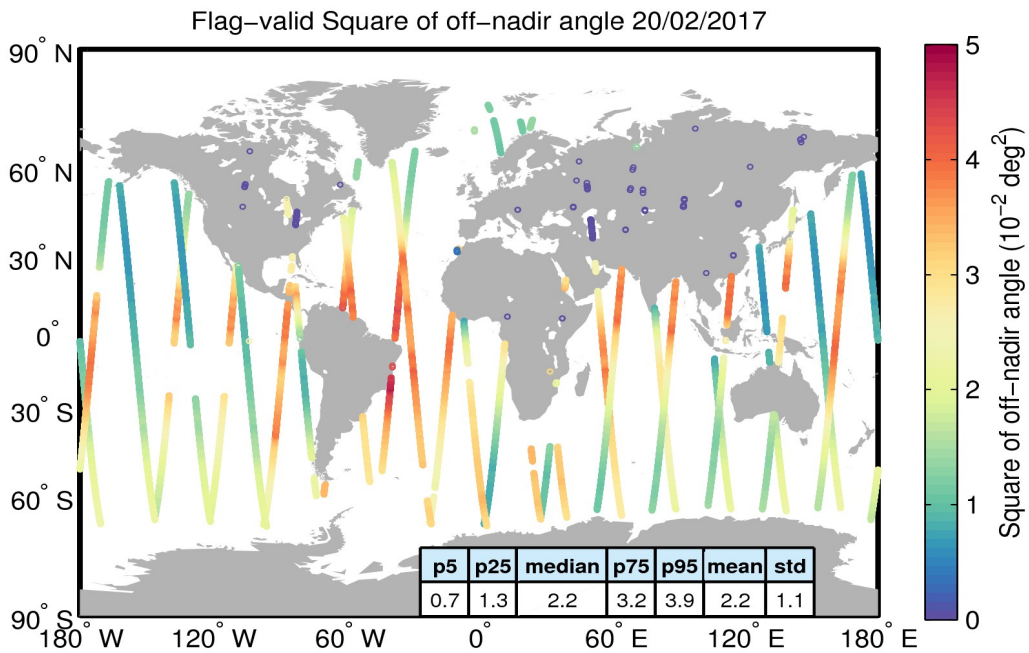 Flag-valid Square of off-nadir angle 20/02/2017
90° N
60° N
30° N
0°
30° S
60° S
90° S
180° W
120° W
60° W
0°
60° E
120° E
180° E
p5 p25 median p75 p95 mean std
0.7 1.3 2.2 3.2 3.9 2.2 1.1
5
4
3
2
1
0
Square of off-nadir angle (10⁻² deg²)